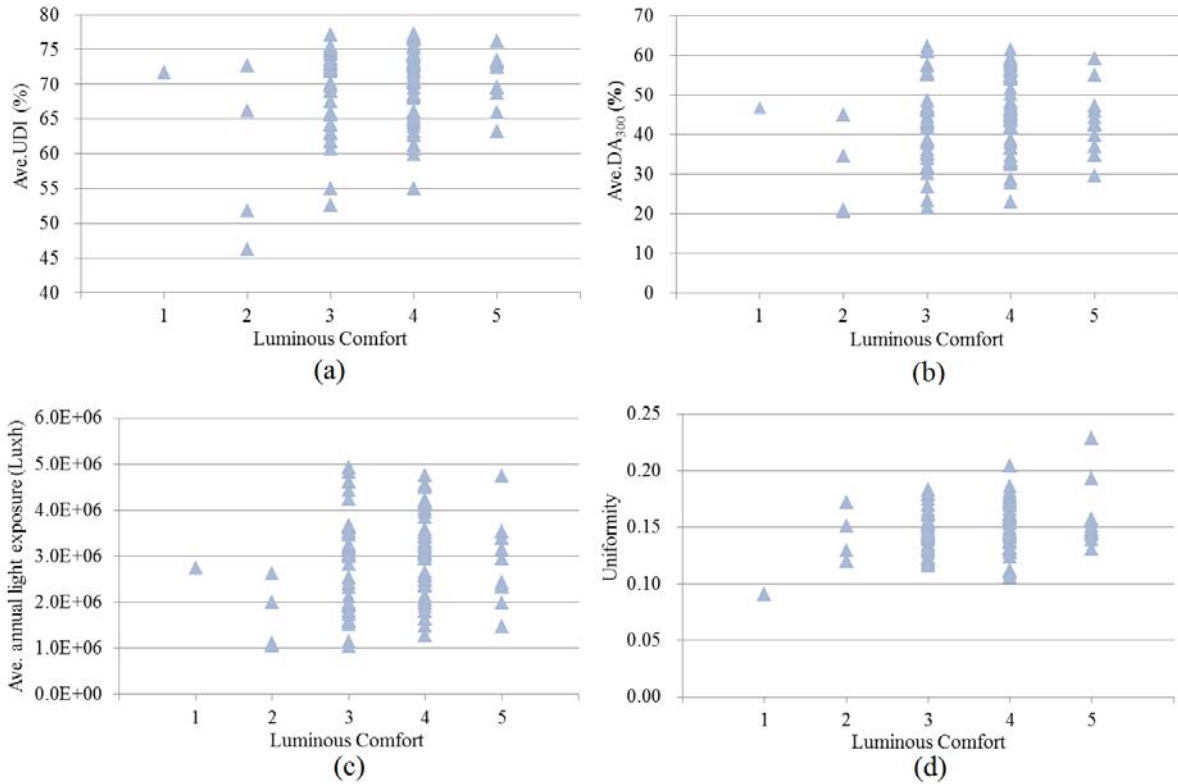 80
75
70
65
60
55
50
45
40
Ave.UDI (%)
1 2 3 4 5
Luminous Comfort
(a)
70
60
50
40
30
20
10
0
Ave.DA300 (%)
1 2 3 4 5
Luminous Comfort
(b)
6.0E+06
5.0E+06
4.0E+06
3.0E+06
2.0E+06
1.0E+06
0.0E+00
Ave. annual light exposure (Luxh)
1 2 3 4 5
Luminous Comfort
(c)
0.25
0.20
0.15
0.10
0.05
0.00
Uniformity
1 2 3 4 5
Luminous Comfort
(d)